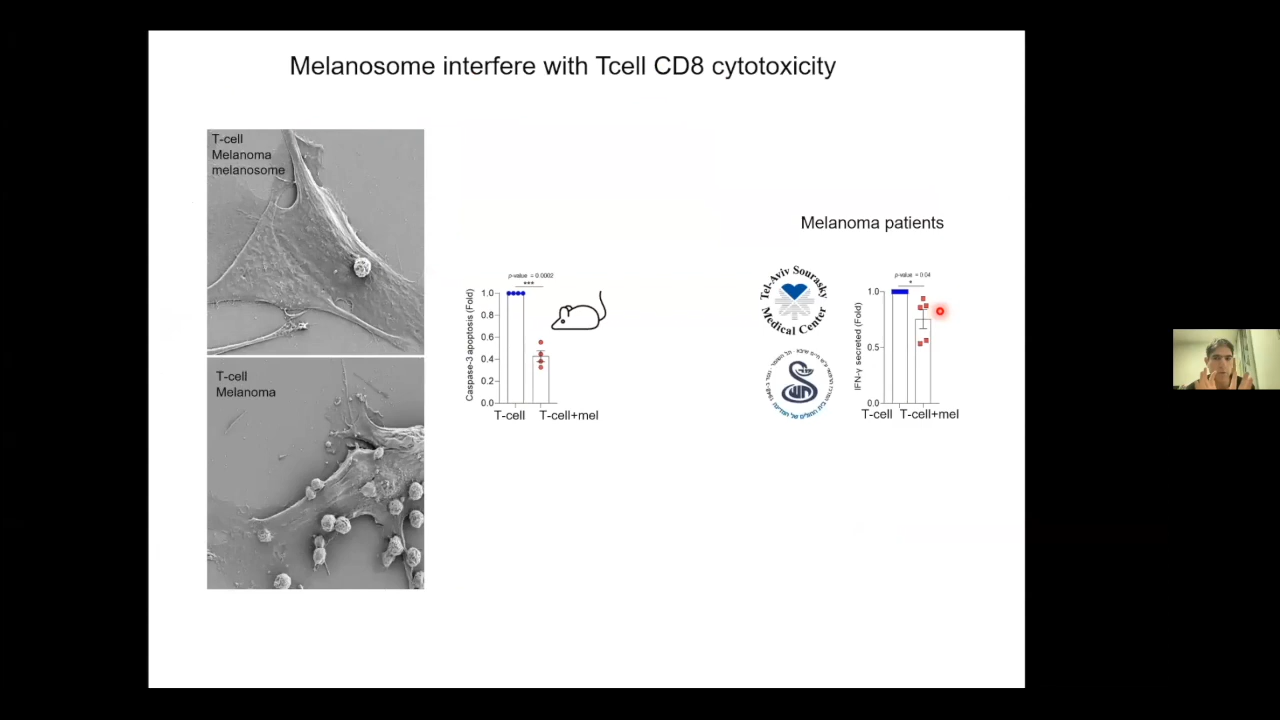 Melanosome interfere with Tcell CD8 cytotoxicity
T-cell
Melanoma
melanosome
T-cell
Melanoma
p-value = 0.0002
***
Caspase-3 apoptosis (Fold)
1.0
0.8
0.6
0.4
0.2
0.0
T-cell
T-cell+mel
Melanoma patients
Tel-Aviv Sourasky
Medical Center
p-value = 0.04
*
IFN-γ secreted (Fold)
1.0
0.5
0.0
T-cell
T-cell+mel